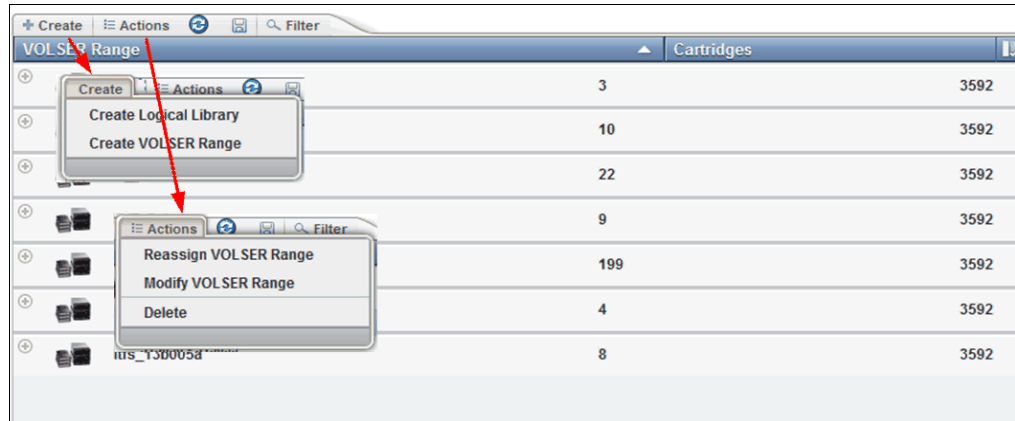 Create Actions Filter
VOLSER Range Cartridges
3 3592
Create Actions
Create Logical Library
10 3592
Create VOLSER Range
22 3592
9 3592
Actions Filter
Reassign VOLSER Range
199 3592
Modify VOLSER Range
4 3592
Delete
8 3592